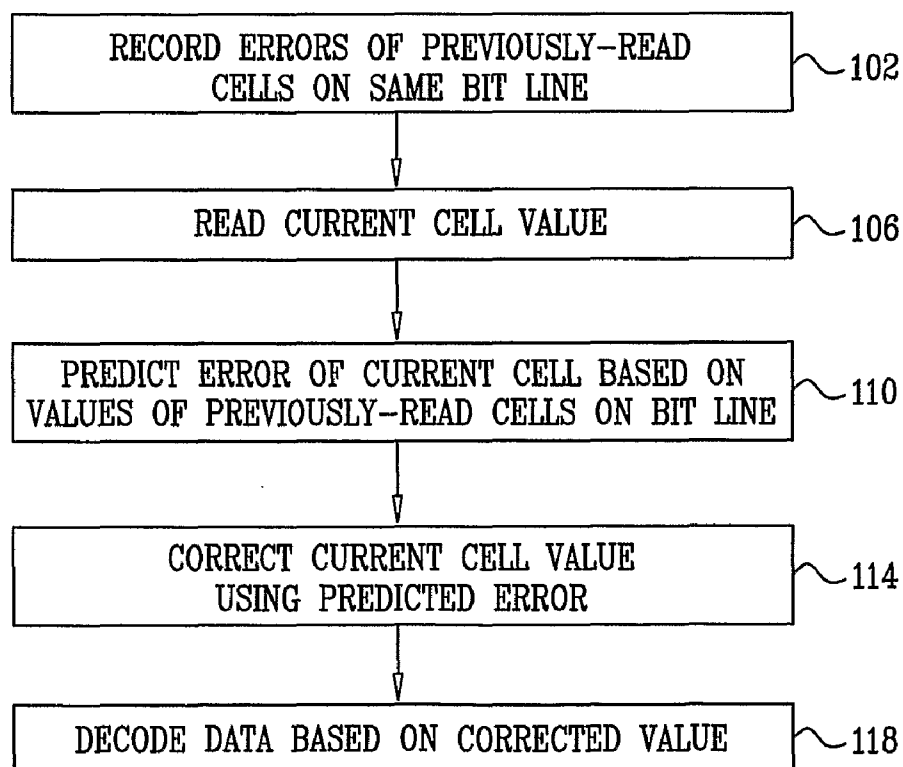 RECORD ERRORS OF PREVIOUSLY-READ
CELLS ON SAME BIT LINE
102
READ CURRENT CELL VALUE
106
PREDICT ERROR OF CURRENT CELL BASED ON
VALUES OF PREVIOUSLY-READ CELLS ON BIT LINE
110
CORRECT CURRENT CELL VALUE
USING PREDICTED ERROR
114
DECODE DATA BASED ON CORRECTED VALUE
118